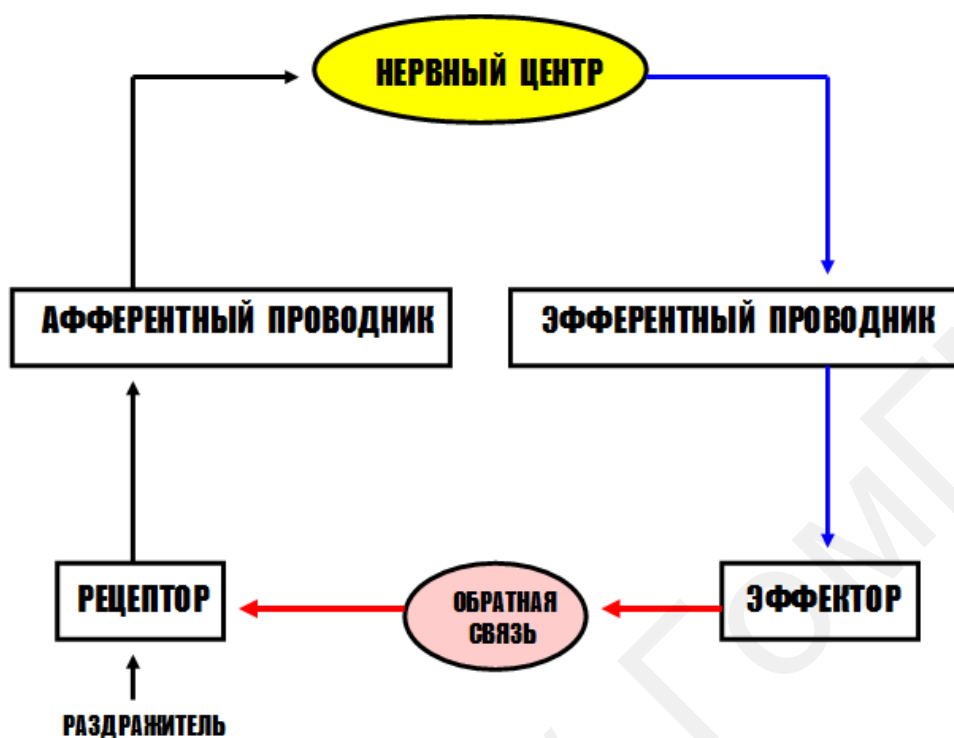 НЕРВНЫЙ ЦЕНТР
АФФЕРЕНТНЫЙ ПРОВОДНИК
ЭФФЕРЕНТНЫЙ ПРОВОДНИК
РЕЦЕПТОР
ОБРАТНАЯ
СВЯЗЬ
ЭФФЕКТОР
РАЗДРАЖИТЕЛЬ